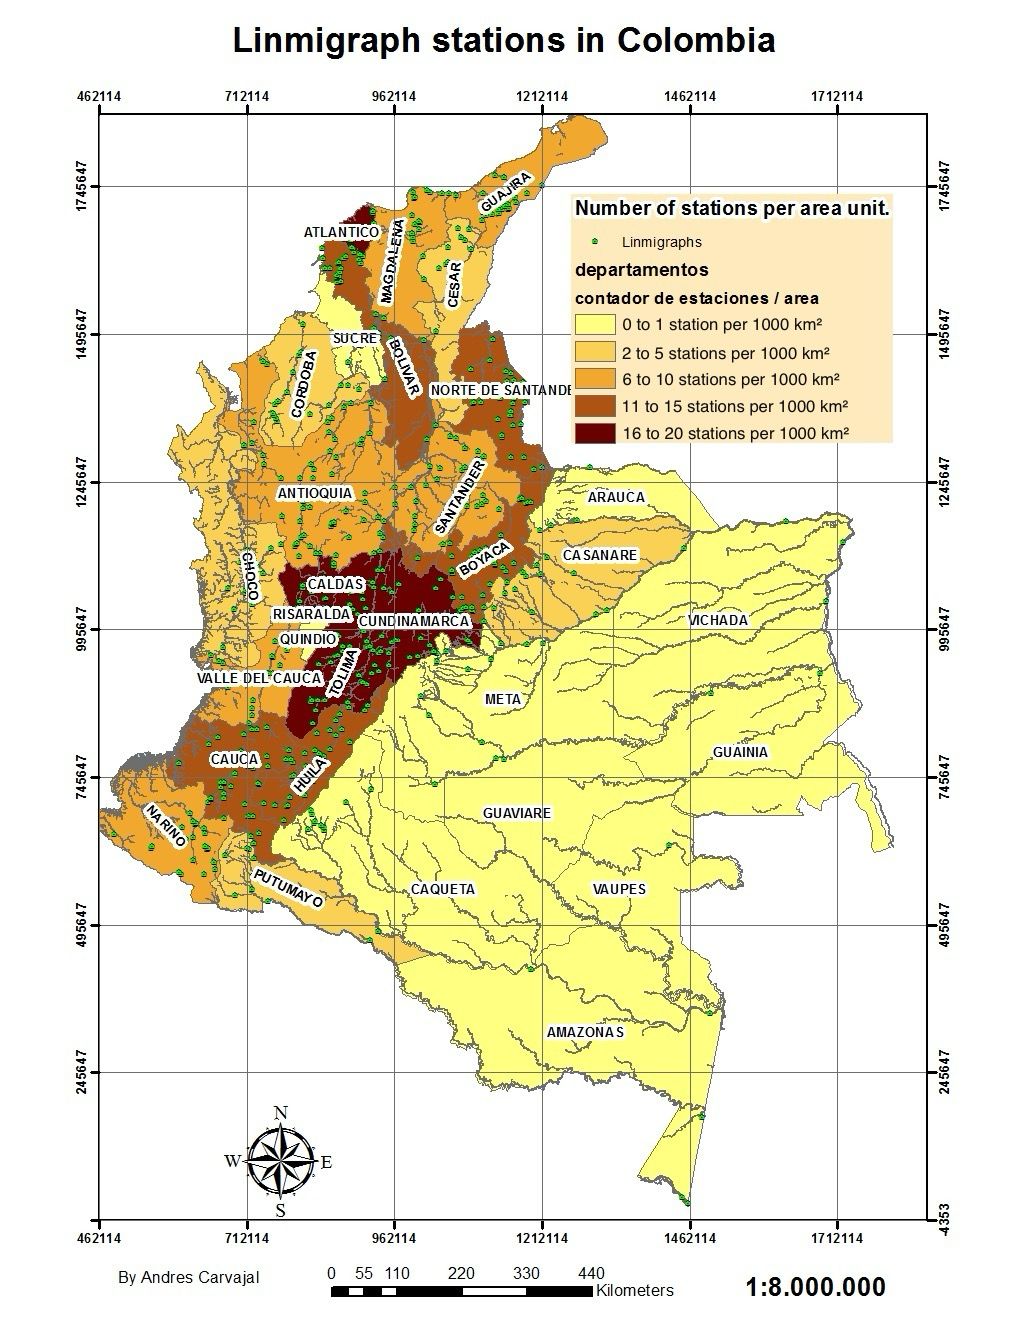 Linmigraph stations in Colombia
462114 712114 962114 1212114 1462114 1712114
1745647 1745647
GUAJIRA
Number of stations per area unit.
ATLANTICO
MAGDALENA
Linmigraphs
CESAR
departamentos
contador de estaciones / area
0 to 1 station per 1000 km²
1495647 1495647
SUCRE
2 to 5 stations per 1000 km²
BOLIVAR
CORDOBA
6 to 10 stations per 1000 km²
NORTE DE SANTANDE
11 to 15 stations per 1000 km²
16 to 20 stations per 1000 km²
1245647 1245647
ANTIOQUIA
SANTANDER
ARAUCA
BOYACA
CASANARE
CHOCO
CALDAS
RISARALDA
CUNDINAMARCA
VICHADA
995647 995647
QUINDIO
TOLIMA
VALLE DEL CAUCA
META
CAUCA
GUAINIA
HUILA
745647 745647
NARINO
GUAVIARE
PUTUMAYO
CAQUETA
VAUPES
495647 495647
AMAZONAS
245647 245647
N
W E
S
-4353
462114 712114 962114 1212114 1462114 1712114
By Andres Carvajal
0 55 110 220 330 440
Kilometers
1:8.000.000